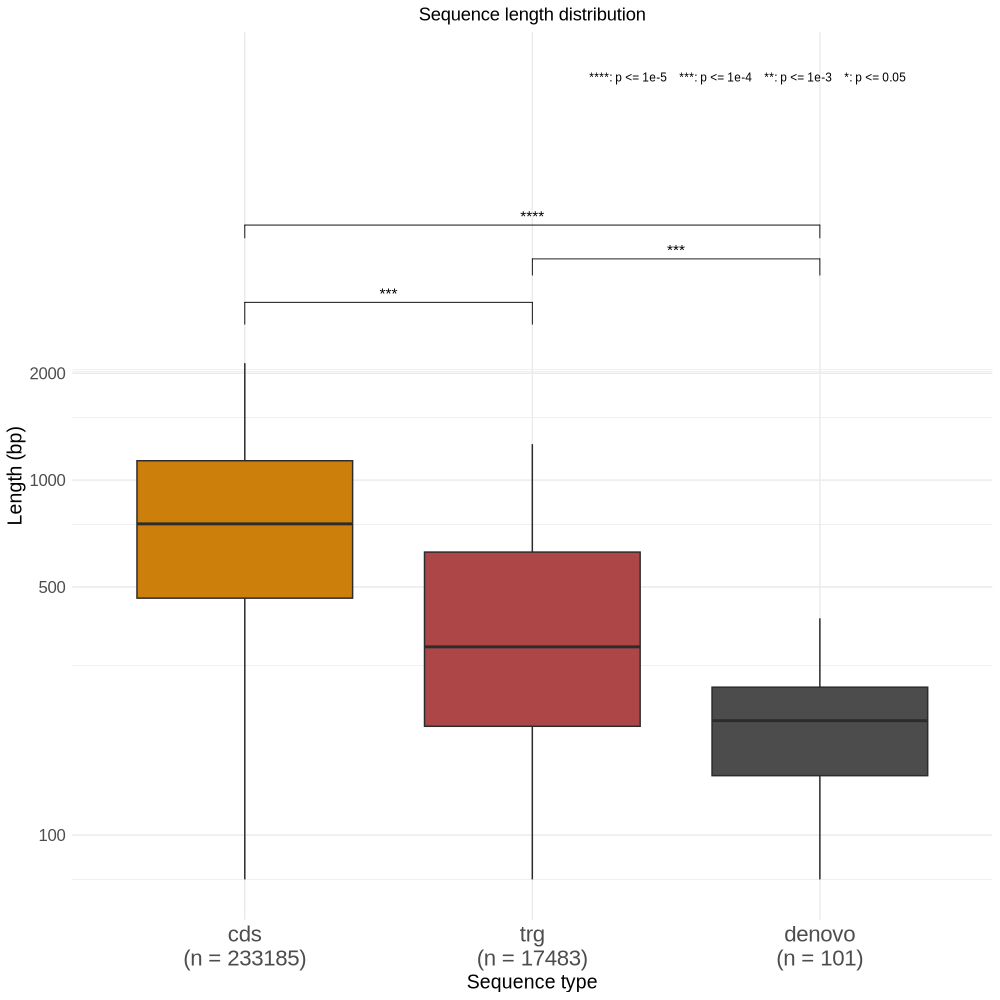 Sequence length distribution
****: p <= 1e-5 ***: p <= 1e-4 **: p <= 1e-3 *: p <= 0.05
****
***
***
2000
1000
500
100
Length (bp)
cds
(n = 233185)
trg
(n = 17483)
denovo
(n = 101)
Sequence type